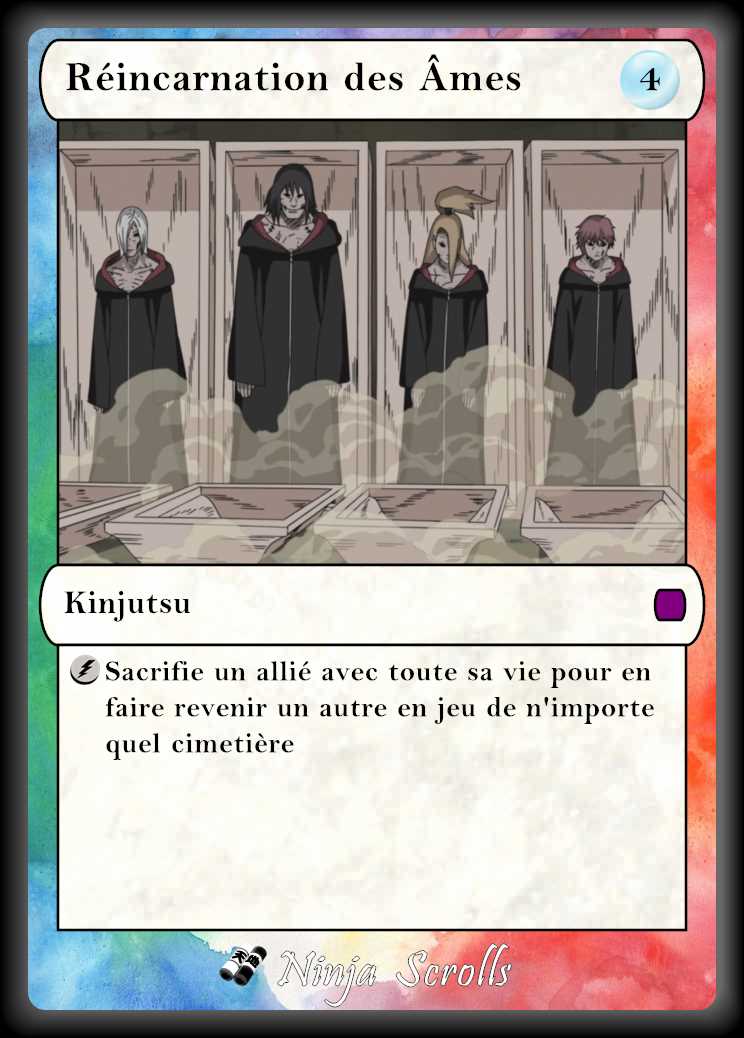 Réincarnation des Âmes 4
Kinjutsu
Sacrifie un allié avec toute sa vie pour en
faire revenir un autre en jeu de n'importe
quel cimetière
Ninja Scrolls